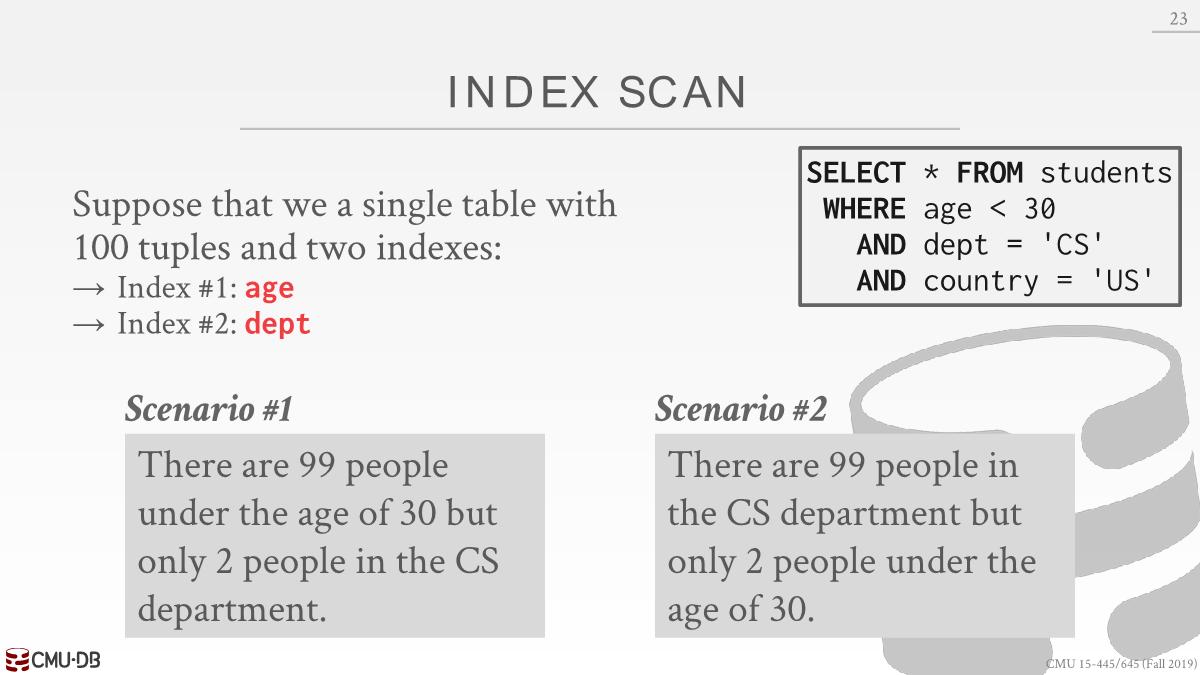 23
INDEX SCAN
Suppose that we a single table with
100 tuples and two indexes:
→ Index #1: age
→ Index #2: dept
SELECT * FROM students
WHERE age < 30
AND dept = 'CS'
AND country = 'US'
Scenario #1
There are 99 people
under the age of 30 but
only 2 people in the CS
department.
Scenario #2
There are 99 people in
the CS department but
only 2 people under the
age of 30.
CMU·DB
CMU 15-445/645 (Fall 2019)